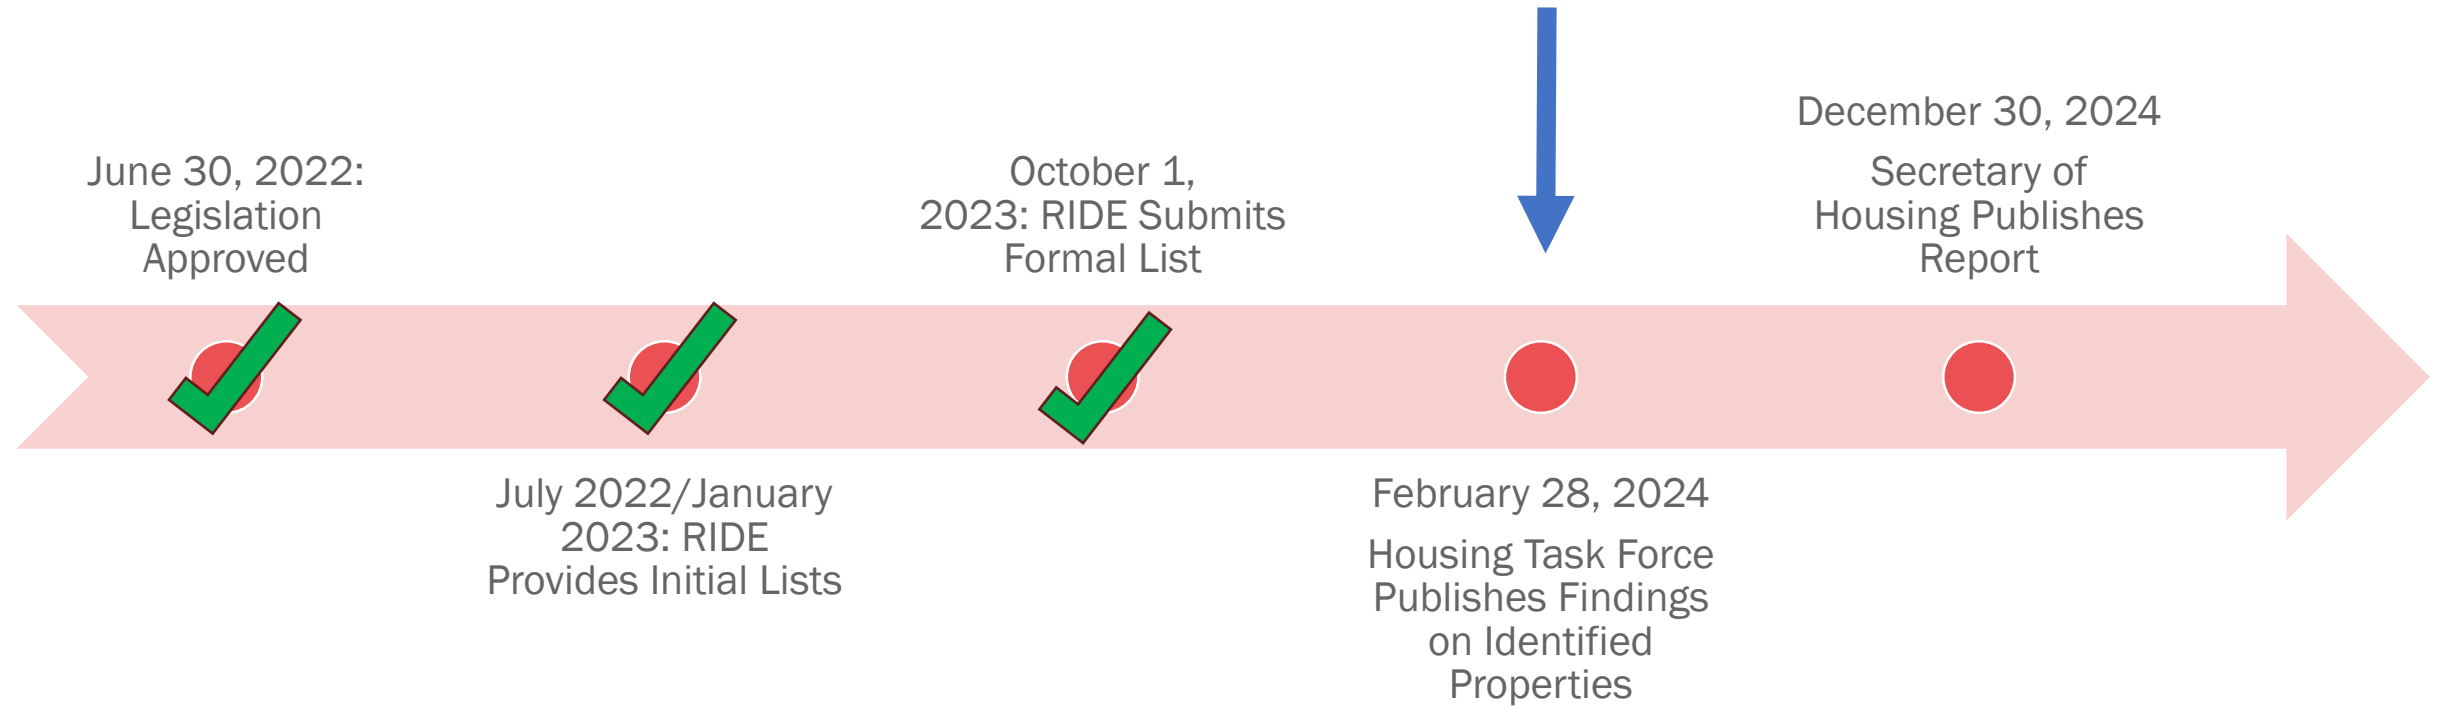 June 30, 2022:
Legislation
Approved
July 2022/January
2023: RIDE
Provides Initial Lists
October 1,
2023: RIDE Submits
Formal List
February 28, 2024
Housing Task Force
Publishes Findings
on Identified
Properties
December 30, 2024
Secretary of
Housing Publishes
Report